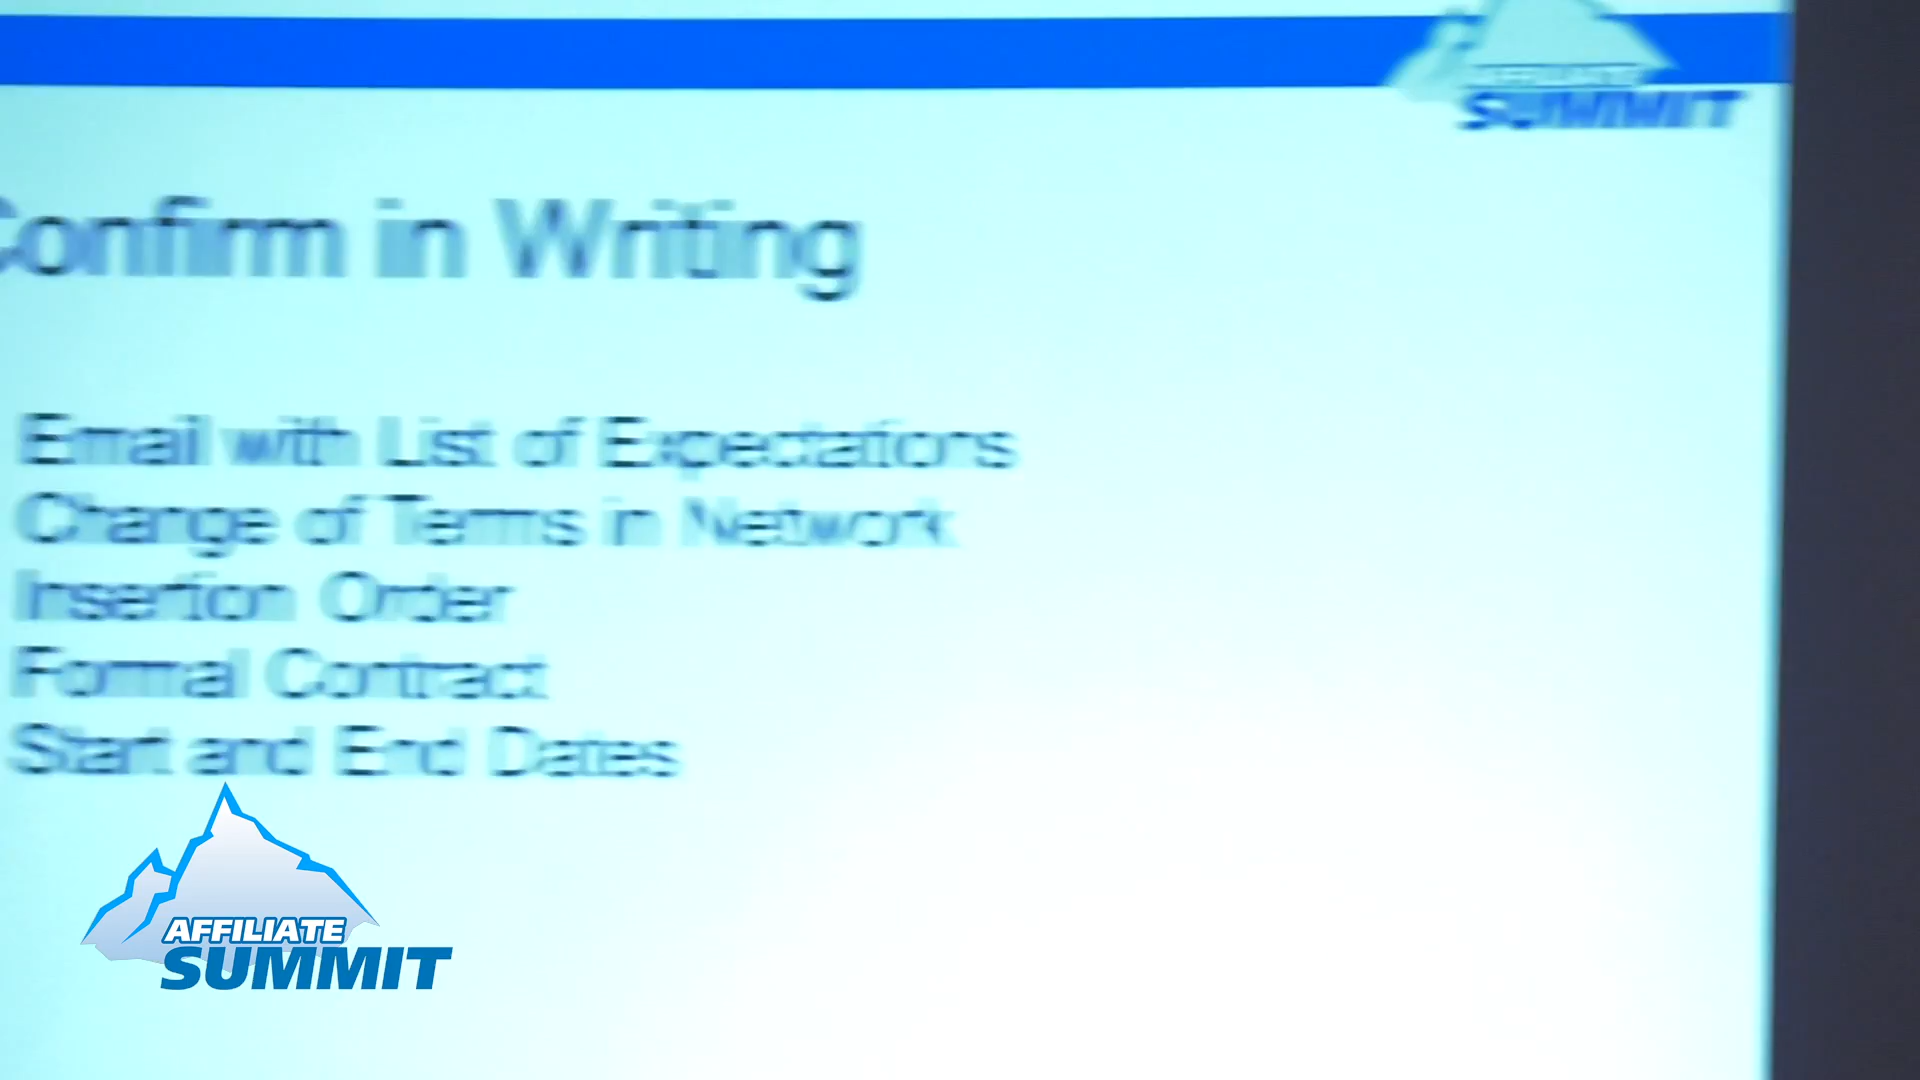 AFFILIATE
SUMMIT
Confirm in Writing
Email with List of Expectations
Change of Terms in Network
Insertion Order
Formal Contract
Start and End Dates
AFFILIATE
SUMMIT